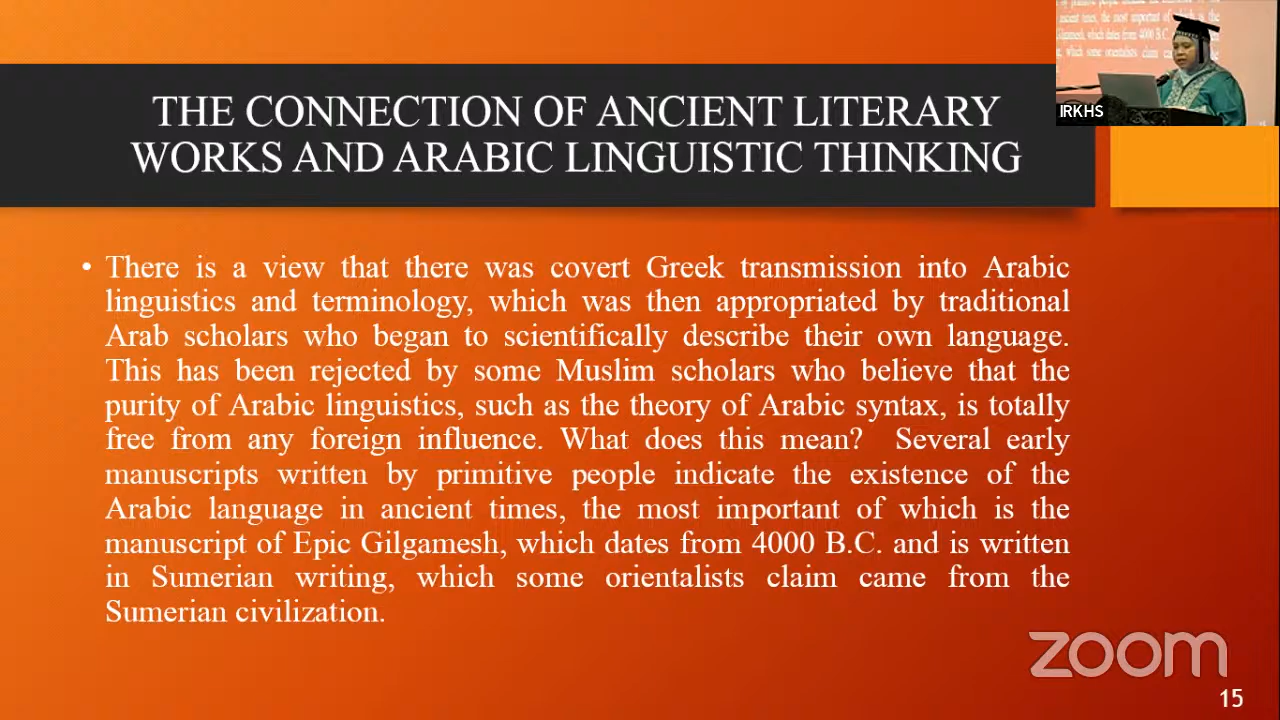 THE CONNECTION OF ANCIENT LITERARY
WORKS AND ARABIC LINGUISTIC THINKING
IRKHS
• There is a view that there was covert Greek transmission into Arabic
linguistics and terminology, which was then appropriated by traditional
Arab scholars who began to scientifically describe their own language.
This has been rejected by some Muslim scholars who believe that the
purity of Arabic linguistics, such as the theory of Arabic syntax, is totally
free from any foreign influence. What does this mean? Several early
manuscripts written by primitive people indicate the existence of the
Arabic language in ancient times, the most important of which is the
manuscript of Epic Gilgamesh, which dates from 4000 B.C. and is written
in Sumerian writing, which some orientalists claim came from the
Sumerian civilization.
zoom
15